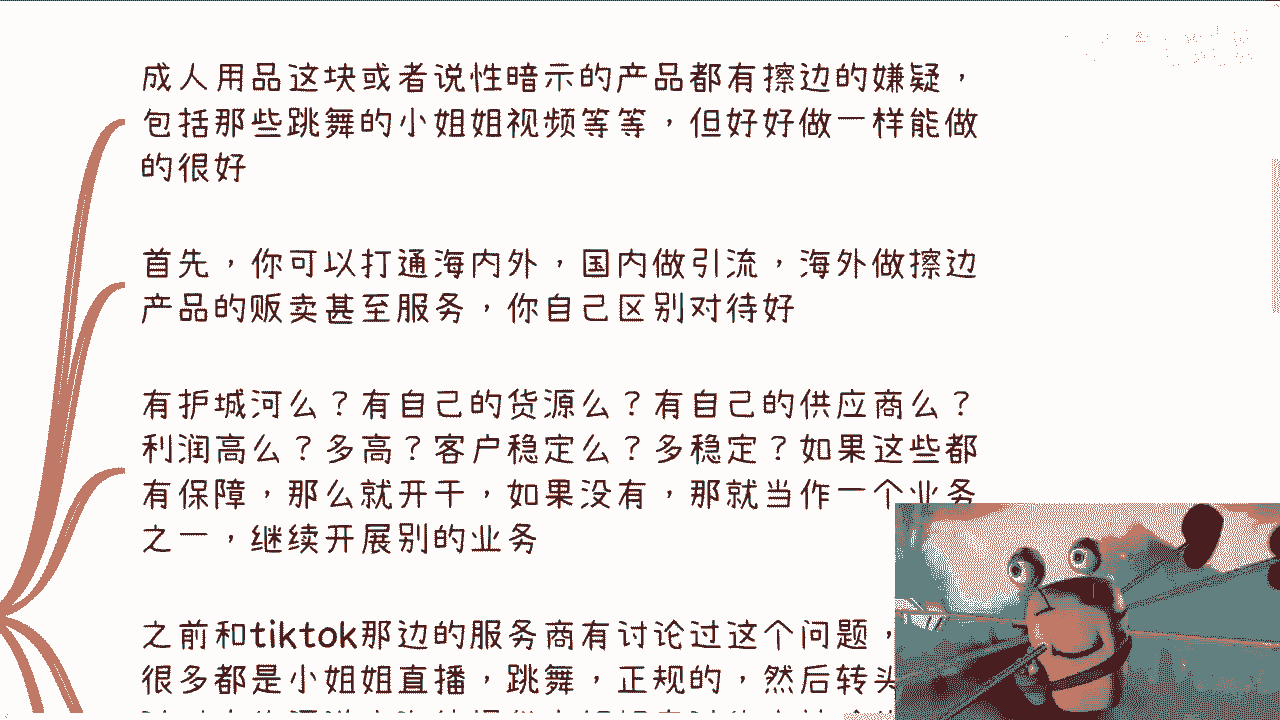 成人用品这块或者说性暗示的产品都有擦边的嫌疑，
包括那些跳舞的小姐姐视频等等，但好好做一样能做
的很好
首先，你可以打通海内外，国内做引流，海外做擦边
产品的贩卖甚至服务，你自己区别对待好
有护城河么？有自己的货源么？有自己的供应商么？
利润高么？多高？客户稳定么？多稳定？如果这些都
有保障，那么就开干，如果没有，那就当作一个业务
之一，继续开展别的业务
之前和tiktok那边的服务商有讨论过这个问题，
很多都是小姐姐直播，跳舞，正规的，然后转头